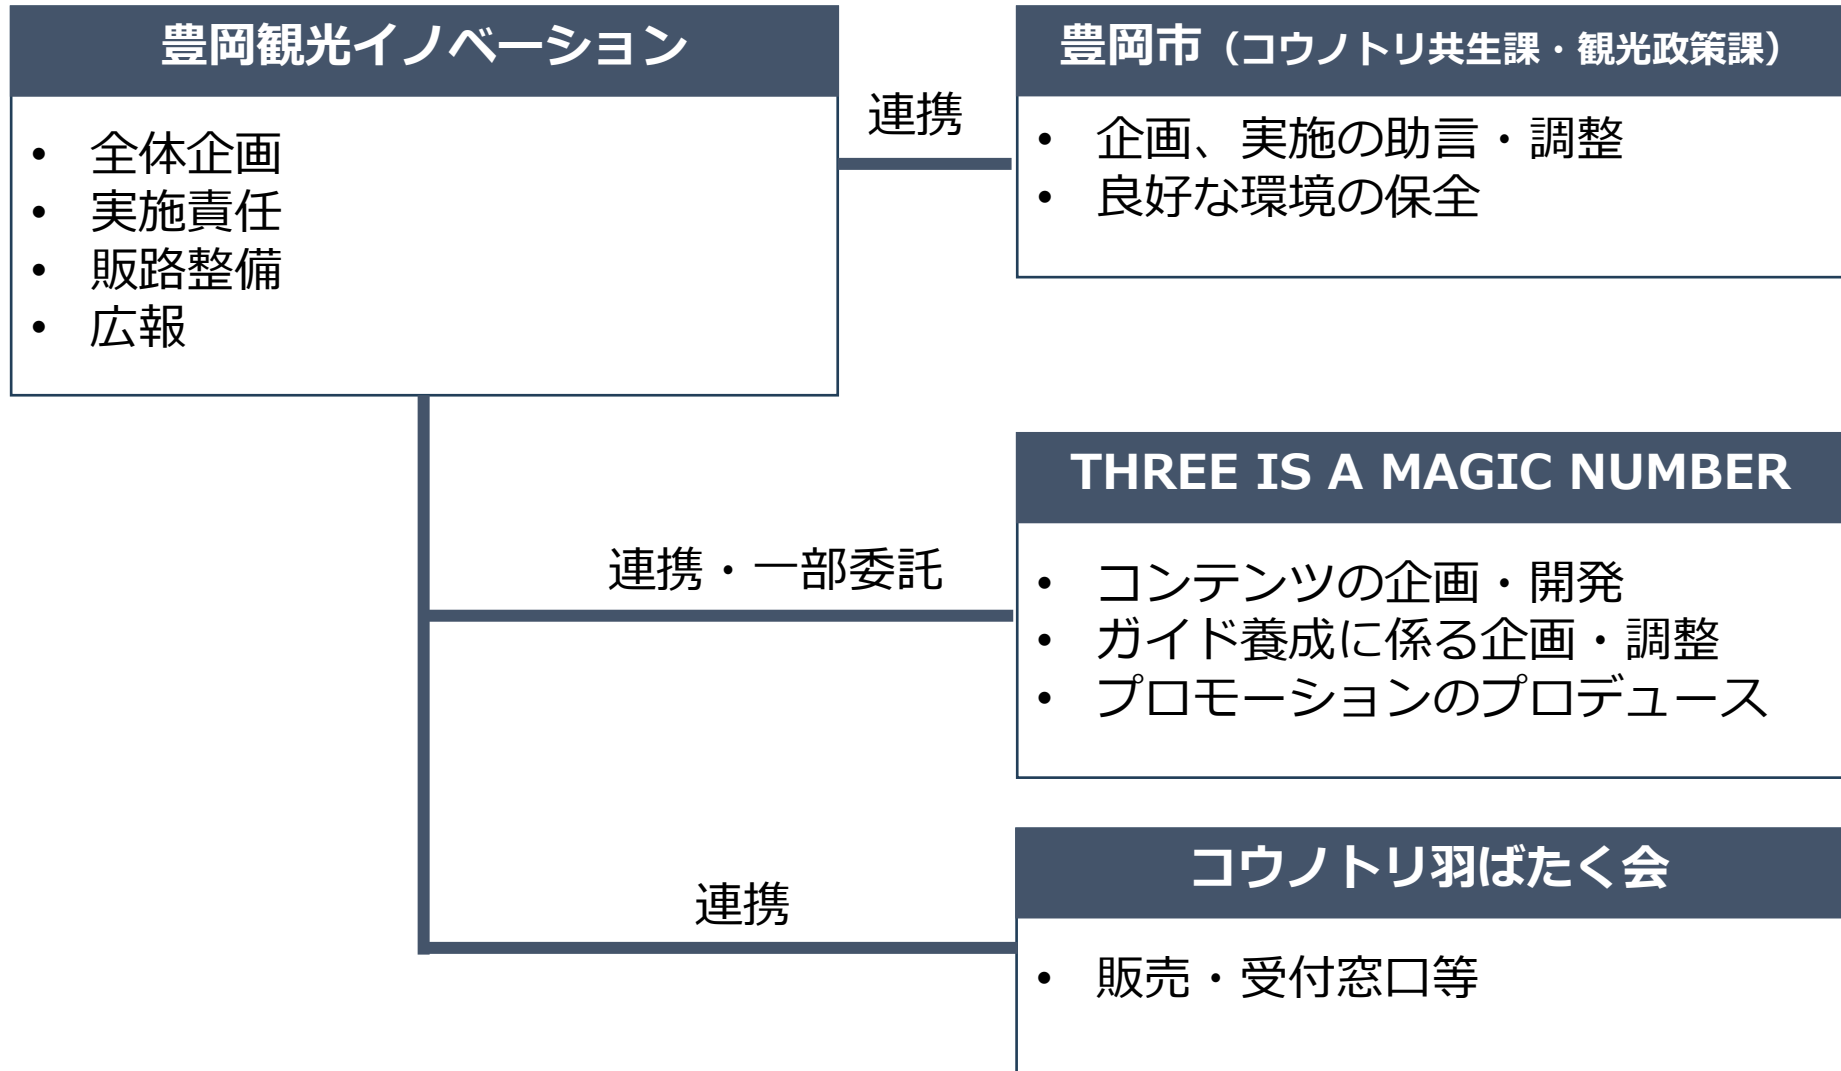 豊岡観光イノベーション
• 全体企画
• 実施責任
• 販路整備
• 広報
連携
豊岡市（コウノトリ共生課・観光政策課）
• 企画、実施の助言・調整
• 良好な環境の保全
連携・一部委託
THREE IS A MAGIC NUMBER
• コンテンツの企画・開発
• ガイド養成に係る企画・調整
• プロモーションのプロデュース
連携
コウノトリ羽ばたく会
• 販売・受付窓口等